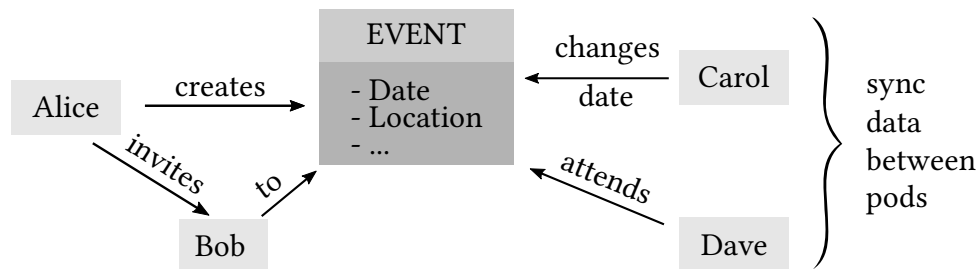 EVENT
- Date
- Location
- ...
Alice
creates
invites
Bob
to
changes
date
Carol
attends
Dave
sync
data
between
pods